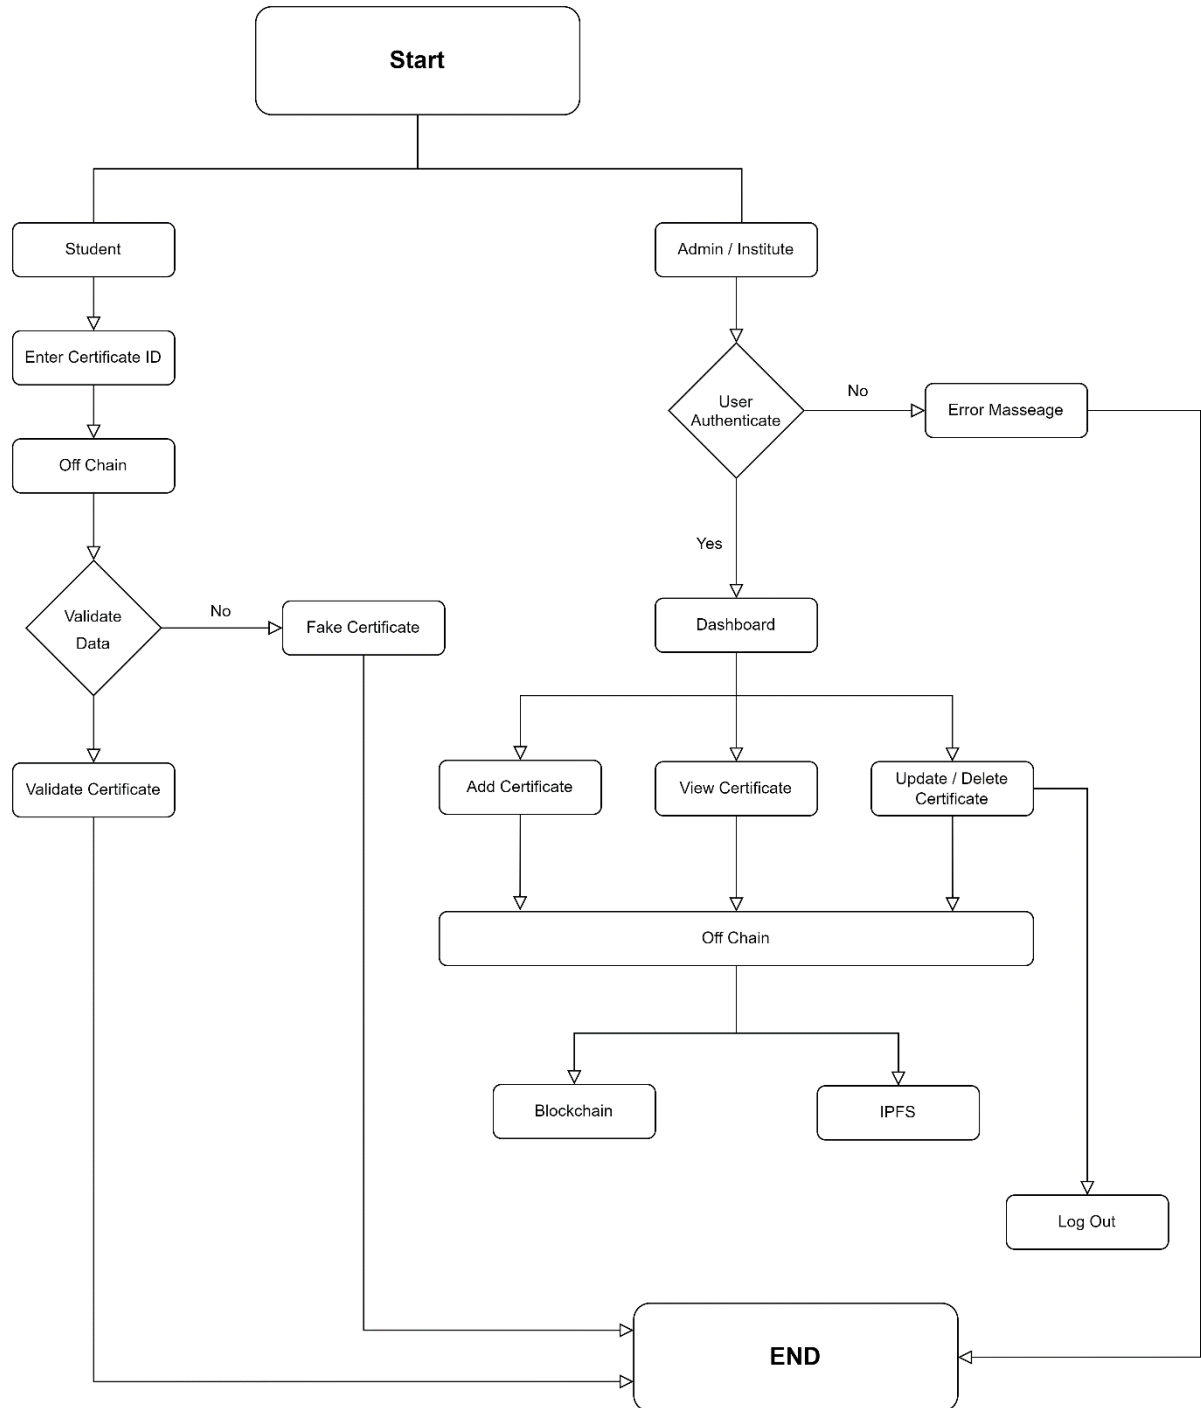 Start
Student
Admin / Institute
Enter Certificate ID
User
Authenticate
No
Error Masseage
Off Chain
Yes
Validate
Data
No
Fake Certificate
Dashboard
Validate Certificate
Add Certificate
View Certificate
Update / Delete
Certificate
Off Chain
Blockchain
IPFS
Log Out
END